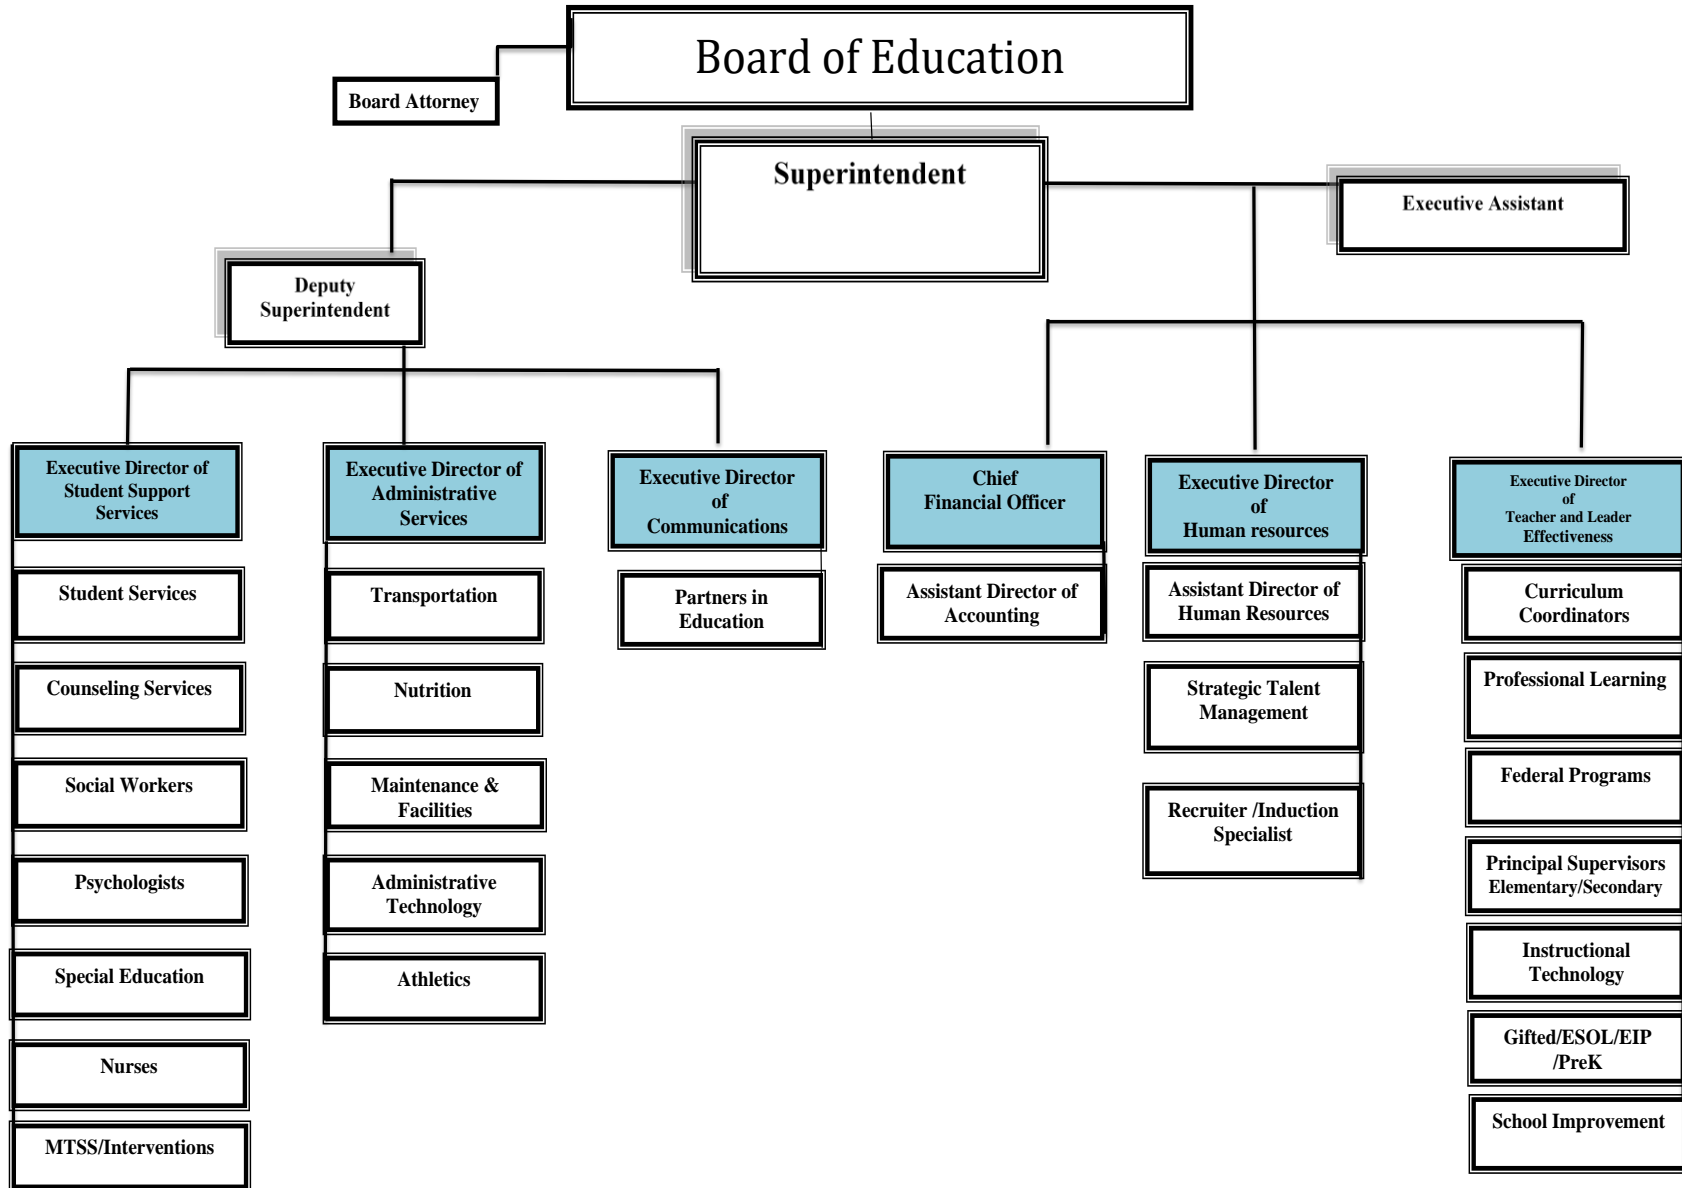 Board of Education
Board Attorney
Superintendent
Executive Assistant
Deputy
Superintendent
Executive Director of
Student Support
Services
Student Services
Counseling Services
Social Workers
Psychologists
Special Education
Nurses
MTSS/Interventions
Executive Director of
Administrative
Services
Transportation
Nutrition
Maintenance &
Facilities
Administrative
Technology
Athletics
Executive Director
of
Communications
Partners in
Education
Chief
Financial Officer
Assistant Director of
Accounting
Executive Director
of
Human resources
Assistant Director of
Human Resources
Strategic Talent
Management
Recruiter /Induction
Specialist
Executive Director
of
Teacher and Leader
Effectiveness
Curriculum
Coordinators
Professional Learning
Federal Programs
Principal Supervisors
Elementary/Secondary
Instructional
Technology
Gifted/ESOL/EIP
/PreK
School Improvement